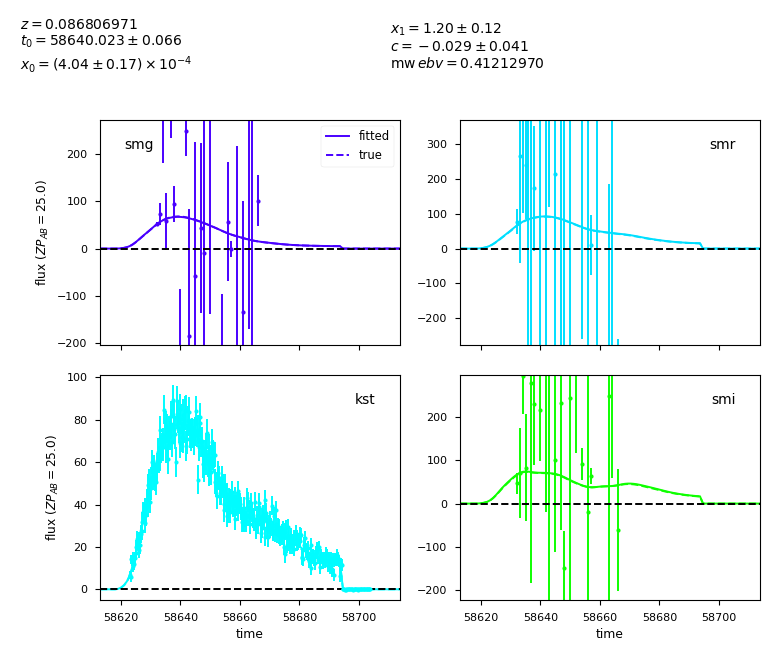 z = 0.086806971
t₀ = 58640.023 ± 0.066
x₀ = (4.04 ± 0.17) × 10⁻⁴
x₁ = 1.20 ± 0.12
c = −0.029 ± 0.041
mw ebv = 0.41212970
smg
fitted
true
200
100
0
−100
−200
flux (ZP_AB = 25.0)
smr
300
200
100
0
−100
−200
kst
100
80
60
40
20
0
flux (ZP_AB = 25.0)
58620 58640 58660 58680 58700
time
smi
200
100
0
−100
−200
58620 58640 58660 58680 58700
time